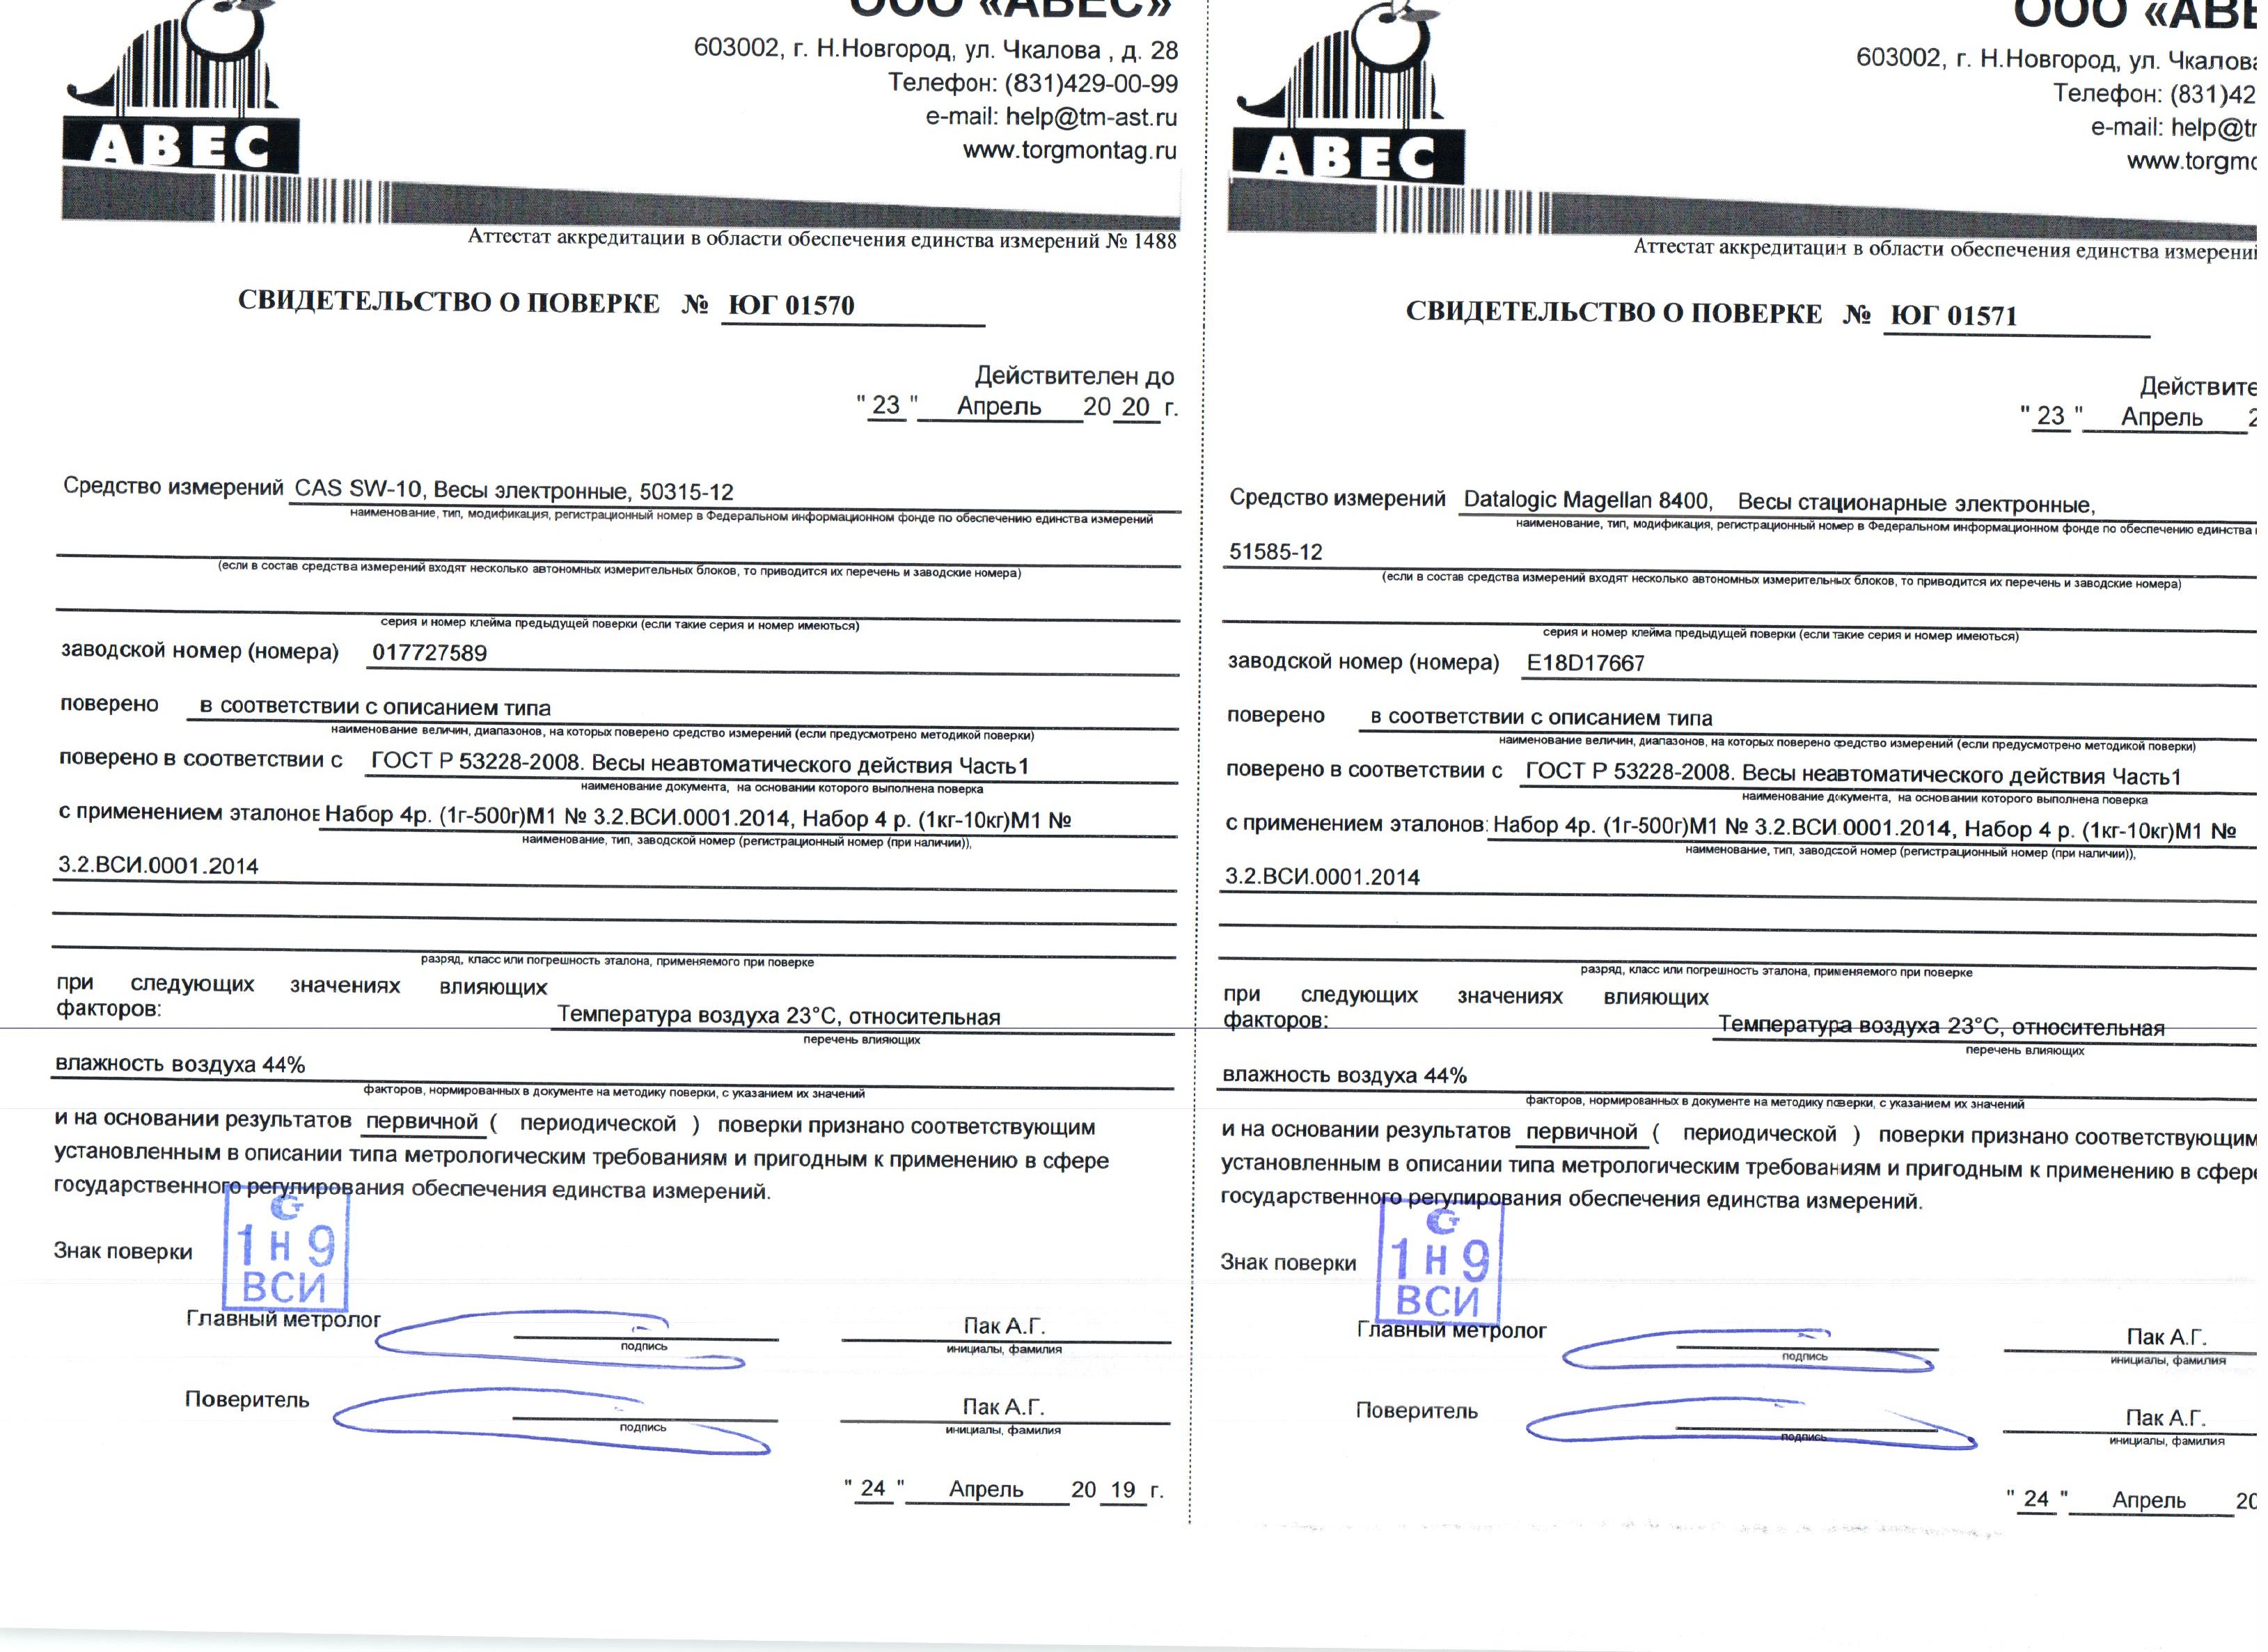 ООО «АВЕС»
603002, г. Н.Новгород, ул. Чкалова , д. 28
Телефон: (831)429-00-99
e-mail: help@tm-ast.ru
www.torgmontag.ru
АВЕС
Аттестат аккредитации в области обеспечения единства измерений № 1488
СВИДЕТЕЛЬСТВО О ПОВЕРКЕ № ЮГ 01570
Действителен до
" 23 " Апрель 20 20 г.
Средство измерений CAS SW-10, Весы электронные, 50315-12
наименование, тип, модификация, регистрационный номер в Федеральном информационном фонде по обеспечению единства измерений
(если в состав средства измерений входят несколько автономных измерительных блоков, то приводится их перечень и заводские номера)
серия и номер клейма предыдущей поверки (если такие серия и номер имеються)
заводской номер (номера) 017727589
поверено в соответствии с описанием типа
наименование величин, диапазонов, на которых поверено средство измерений (если предусмотрено методикой поверки)
поверено в соответствии с ГОСТ Р 53228-2008. Весы неавтоматического действия Часть1
наименование документа, на основании которого выполнена поверка
с применением эталонов Набор 4р. (1г-500г)М1 № 3.2.ВСИ.0001.2014, Набор 4 р. (1кг-10кг)М1 №
наименование, тип, заводской номер (регистрационный номер (при наличии)),
3.2.ВСИ.0001.2014
разряд, класс или погрешность эталона, применяемого при поверке
при следующих значениях влияющих
факторов: Температура воздуха 23°С, относительная
перечень влияющих
влажность воздуха 44%
факторов, нормированных в документе на методику поверки, с указанием их значений
и на основании результатов первичной ( периодической ) поверки признано соответствующим
установленным в описании типа метрологическим требованиям и пригодным к применению в сфере
государственного регулирования обеспечения единства измерений.
Знак поверки
1 Н 9
ВСИ
Главный метролог Пак А.Г.
подпись инициалы, фамилия
Поверитель Пак А.Г.
подпись инициалы, фамилия
" 24 " Апрель 20 19 г.
ООО «АВЕ
603002, г. Н.Новгород, ул. Чкалова
Телефон: (831)42
e-mail: help@t
www.torgmo
АВЕС
Аттестат аккредитации в области обеспечения единства измерений
СВИДЕТЕЛЬСТВО О ПОВЕРКЕ № ЮГ 01571
Действите
" 23 " Апрель 2
Средство измерений Datalogic Magellan 8400, Весы стационарные электронные,
наименование, тип, модификация, регистрационный номер в Федеральном информационном фонде по обеспечению единства
51585-12
(если в состав средства измерений входят несколько автономных измерительных блоков, то приводится их перечень и заводские номера)
серия и номер клейма предыдущей поверки (если такие серия и номер имеються)
заводской номер (номера) E18D17667
поверено в соответствии с описанием типа
наименование величин, диапазонов, на которых поверено средство измерений (если предусмотрено методикой поверки)
поверено в соответствии с ГОСТ Р 53228-2008. Весы неавтоматического действия Часть1
наименование документа, на основании которого выполнена поверка
с применением эталонов: Набор 4р. (1г-500г)М1 № 3.2.ВСИ.0001.2014, Набор 4 р. (1кг-10кг)М1 №
наименование, тип, заводской номер (регистрационный номер (при наличии)),
3.2.ВСИ.0001.2014
разряд, класс или погрешность эталона, применяемого при поверке
при следующих значениях влияющих
факторов: Температура воздуха 23°С, относительная
перечень влияющих
влажность воздуха 44%
факторов, нормированных в документе на методику поверки, с указанием их значений
и на основании результатов первичной ( периодической ) поверки признано соответствующим
установленным в описании типа метрологическим требованиям и пригодным к применению в сфере
государственного регулирования обеспечения единства измерений.
Знак поверки
1 Н 9
ВСИ
Главный метролог Пак А.Г.
подпись инициалы, фамилия
Поверитель Пак А.Г.
подпись инициалы, фамилия
" 24 " Апрель 20